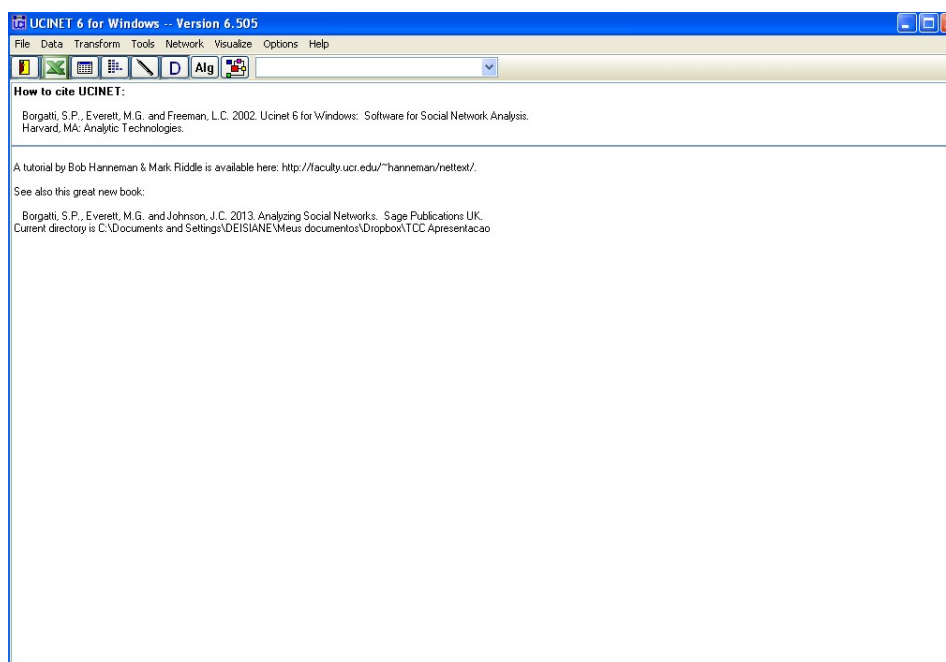 UCINET 6 for Windows -- Version 6.505
File Data Transform Tools Network Visualize Options Help
D Alg
How to cite UCINET:
Borgatti, S.P., Everett, M.G. and Freeman, L.C. 2002. Ucinet 6 for Windows: Software for Social Network Analysis.
Harvard, MA: Analytic Technologies.
A tutorial by Bob Hanneman & Mark Riddle is available here: http://faculty.ucr.edu/~hanneman/nettext/.
See also this great new book:
Borgatti, S.P., Everett, M.G. and Johnson, J.C. 2013. Analyzing Social Networks. Sage Publications UK.
Current directory is C:\Documents and Settings\DEISIANE\Meus documentos\Dropbox\TCC Apresentacao